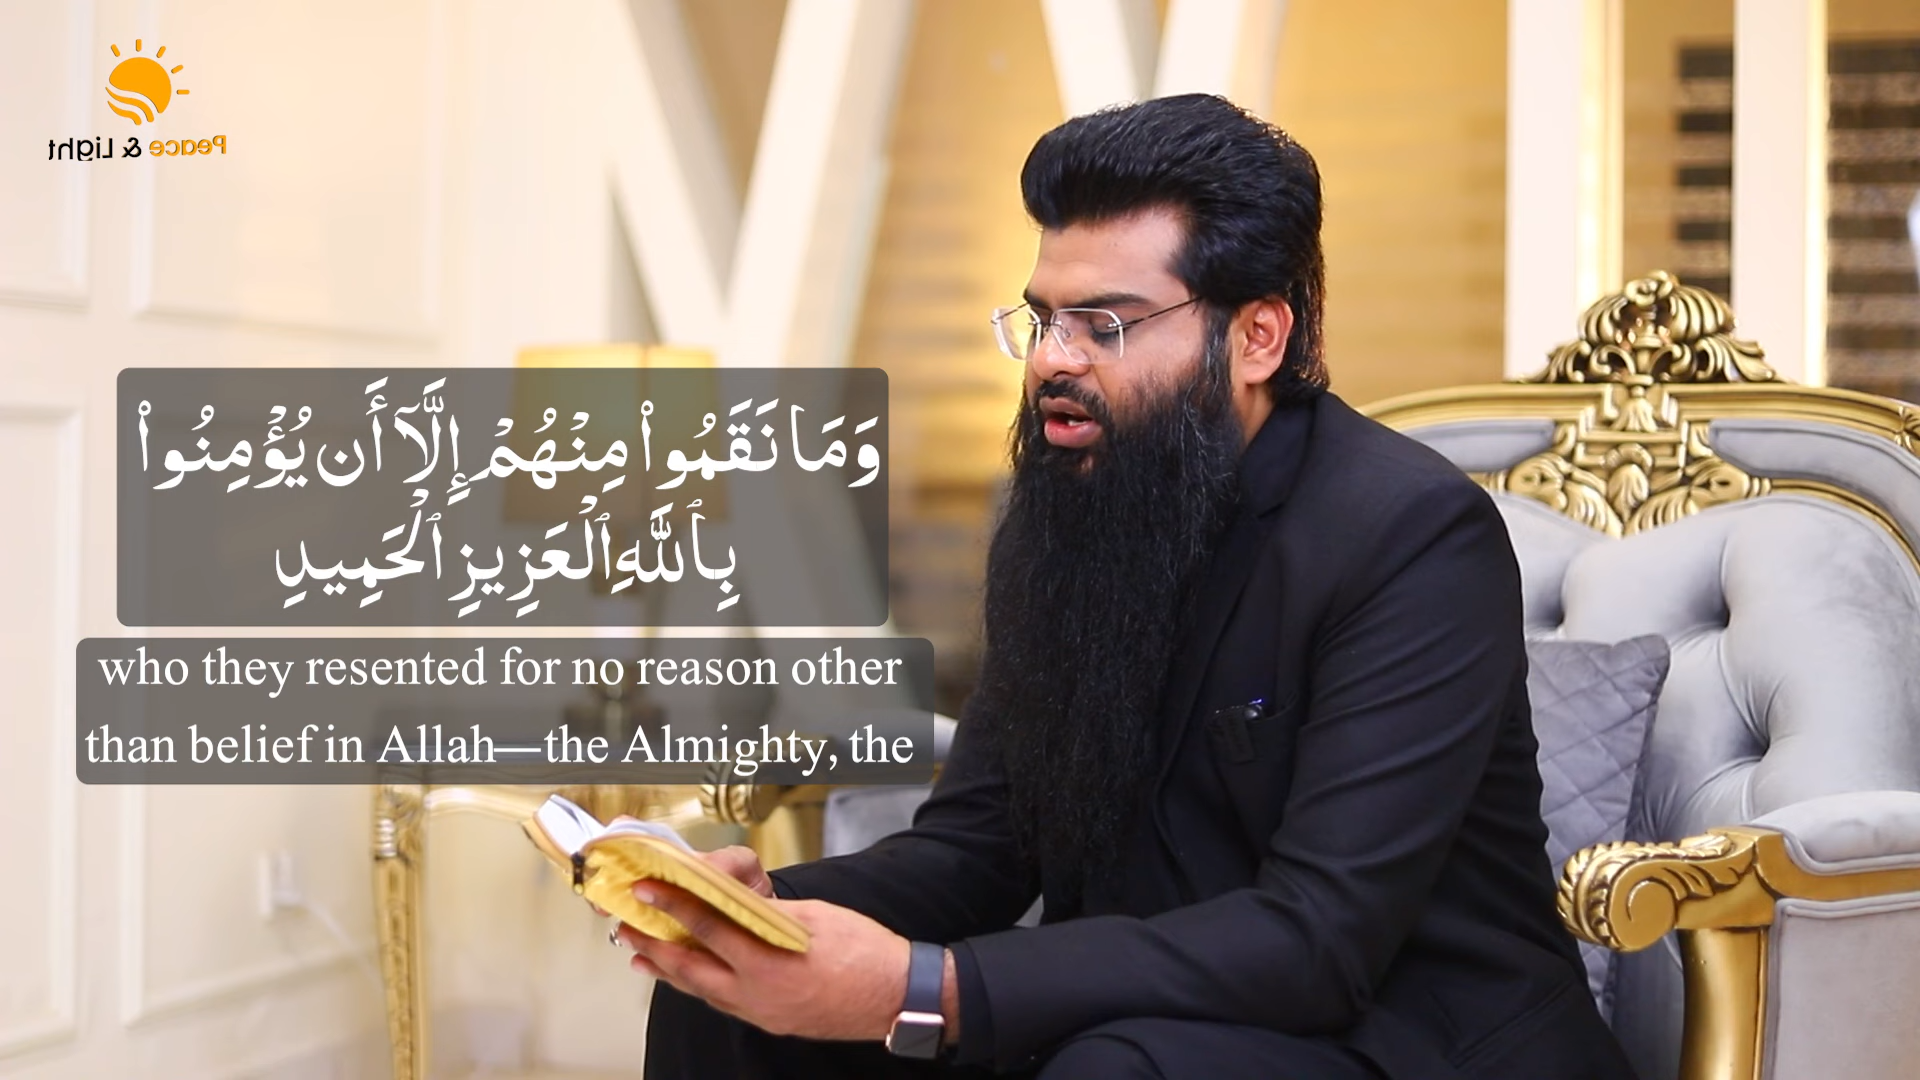 Peace & Light
وَمَا نَقَمُوا۟ مِنْهُمْ إِلَّآ أَن يُؤْمِنُوا۟
بِٱللَّهِ ٱلْعَزِيزِ ٱلْحَمِيدِ
who they resented for no reason other
than belief in Allah—the Almighty, the